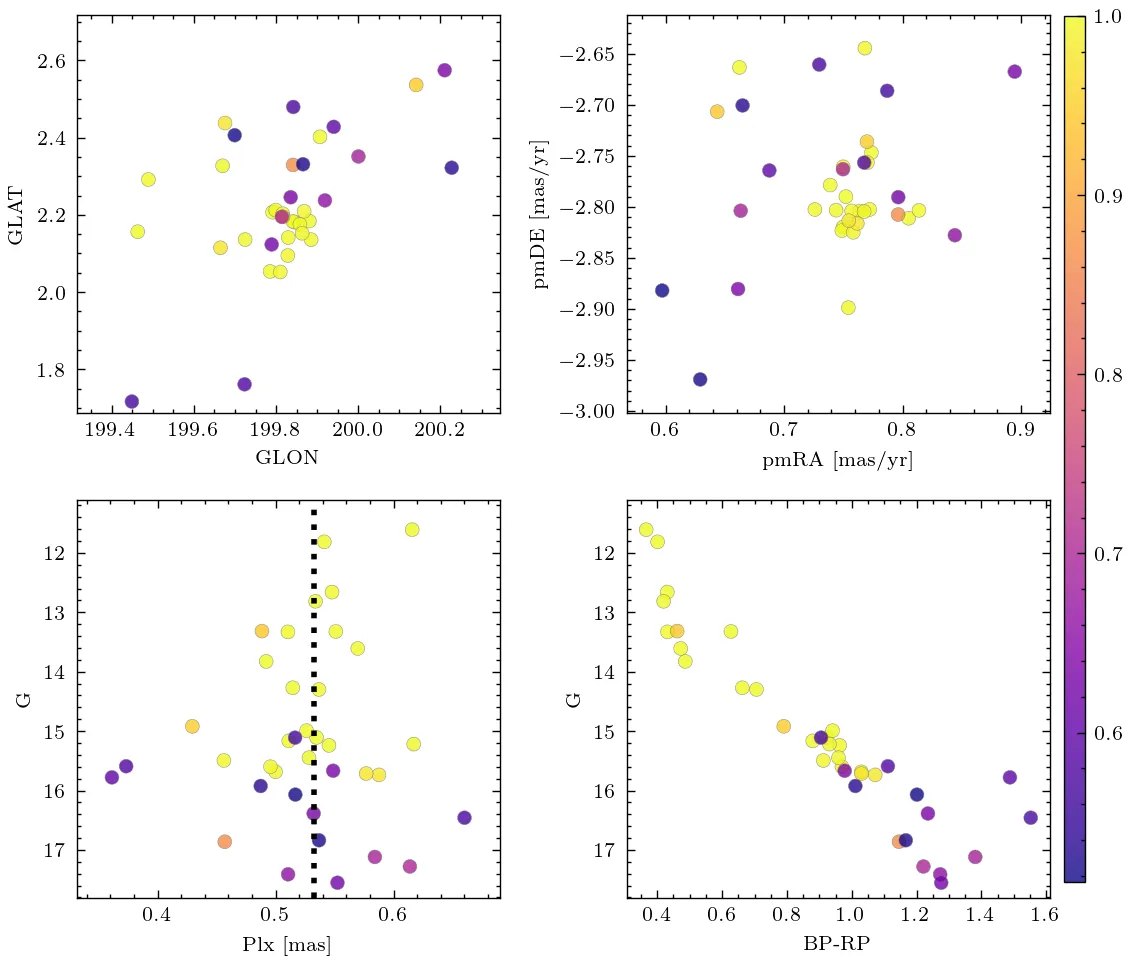 2.6
2.4
2.2
2.0
1.8
GLAT
199.4 199.6 199.8 200.0 200.2
GLON
−2.65
−2.70
−2.75
−2.80
−2.85
−2.90
−2.95
−3.00
pmDE [mas/yr]
0.6 0.7 0.8 0.9
pmRA [mas/yr]
1.0
0.9
0.8
0.7
0.6
12
13
14
15
16
17
G
0.4 0.5 0.6
Plx [mas]
12
13
14
15
16
17
G
0.4 0.6 0.8 1.0 1.2 1.4 1.6
BP-RP